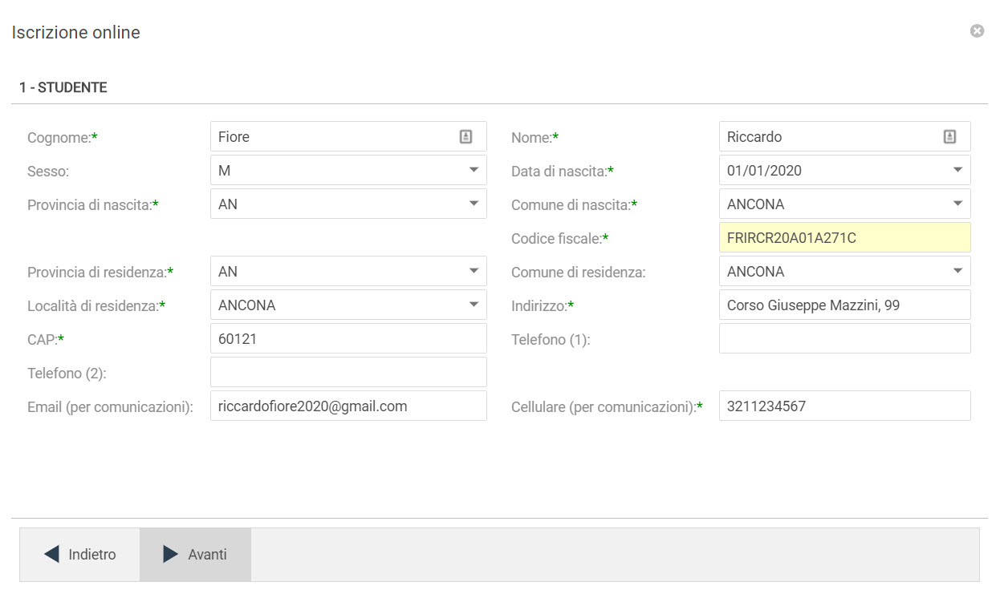 Iscrizione online
1 - STUDENTE
Cognome:* Fiore Nome:* Riccardo
Sesso: M Data di nascita:* 01/01/2020
Provincia di nascita:* AN Comune di nascita:* ANCONA
Codice fiscale:* FRIRCR20A01A271C
Provincia di residenza:* AN Comune di residenza: ANCONA
Località di residenza:* ANCONA Indirizzo:* Corso Giuseppe Mazzini, 99
CAP:* 60121 Telefono (1):
Telefono (2):
Email (per comunicazioni): riccardofiore2020@gmail.com Cellulare (per comunicazioni):* 3211234567
Indietro Avanti